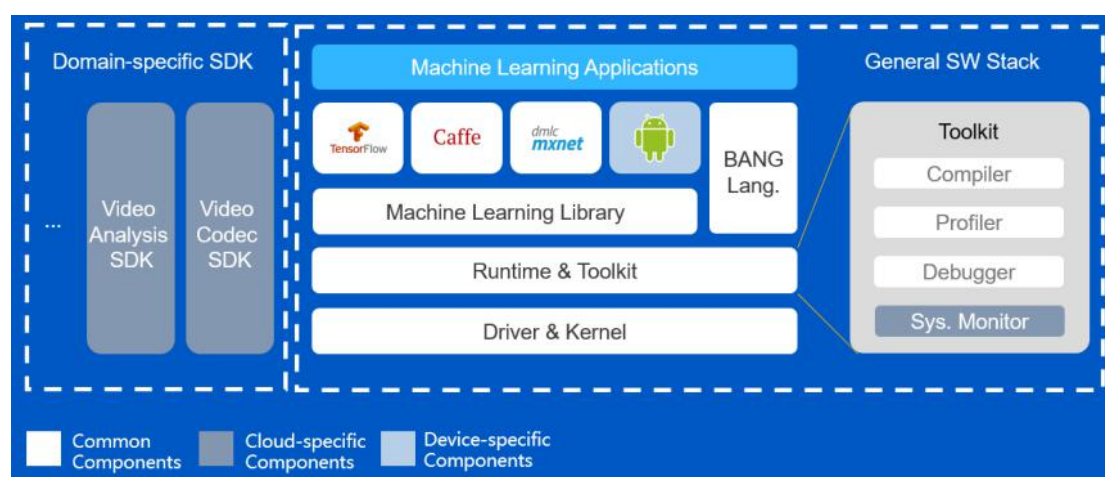 Domain-specific SDK
...
Video
Analysis
SDK
Video
Codec
SDK
Machine Learning Applications
TensorFlow
Caffe
dmlc
mxnet
BANG
Lang.
Machine Learning Library
Runtime & Toolkit
Driver & Kernel
General SW Stack
Toolkit
Compiler
Profiler
Debugger
Sys. Monitor
Common
Components
Cloud-specific
Components
Device-specific
Components